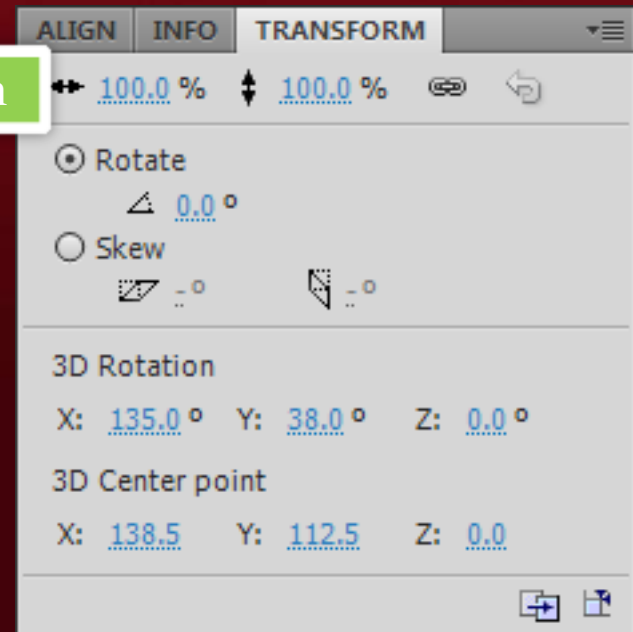 ALIGN INFO TRANSFORM
n 100.0 % 100.0 %
Rotate
0.0 º
Skew
- º - º
3D Rotation
X: 135.0 º Y: 38.0 º Z: 0.0 º
3D Center point
X: 138.5 Y: 112.5 Z: 0.0